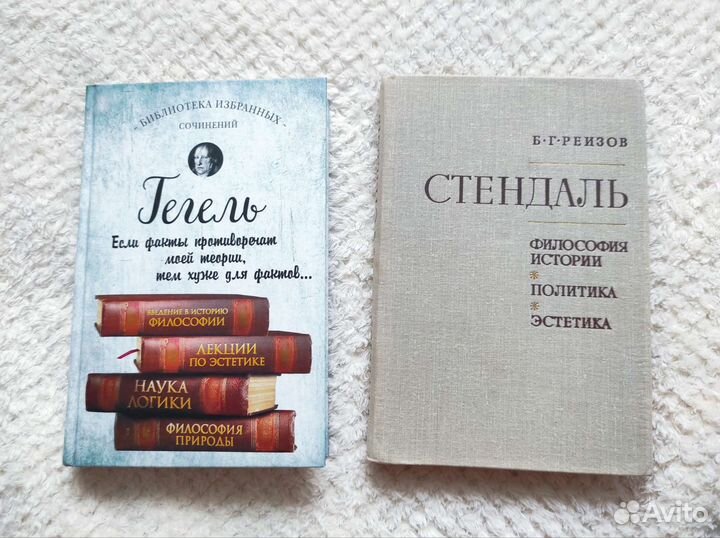 - БИБЛИОТЕКА ИЗБРАННЫХ -
СОЧИНЕНИЙ
Гегель
Если факты противоречат
моей теории,
тем хуже для фактов...
ВВЕДЕНИЕ В ИСТОРИЮ
ФИЛОСОФИИ
ЛЕКЦИИ
ПО ЭСТЕТИКЕ
НАУКА
ЛОГИКИ
ФИЛОСОФИЯ
ПРИРОДЫ
Б·Г·РЕИЗОВ
СТЕНДАЛЬ
ФИЛОСОФИЯ
ИСТОРИИ
*
ПОЛИТИКА
*
ЭСТЕТИКА
Avito